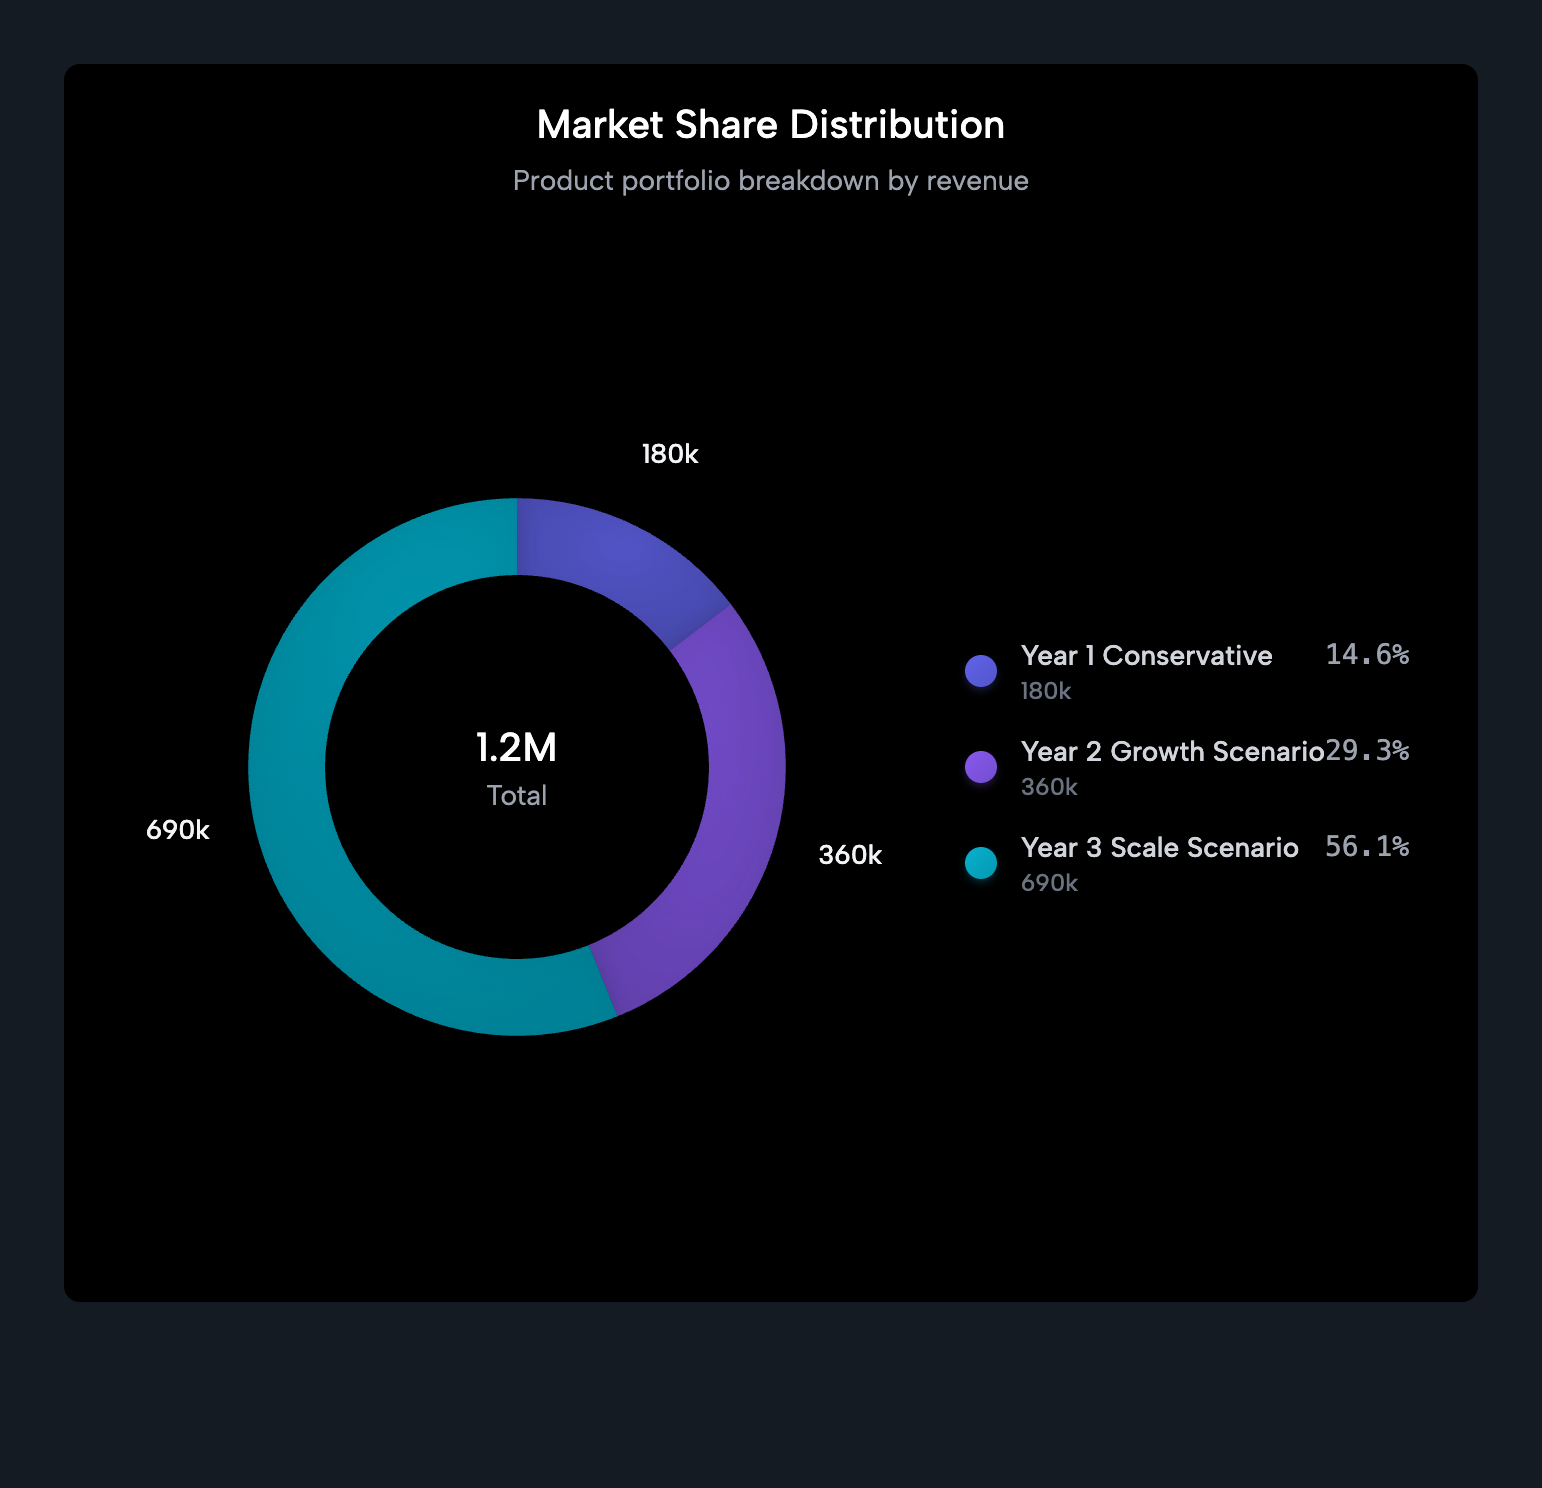 Market Share Distribution
Product portfolio breakdown by revenue
180k
1.2M
Total
690k
360k
Year 1 Conservative 14.6%
180k
Year 2 Growth Scenario 29.3%
360k
Year 3 Scale Scenario 56.1%
690k